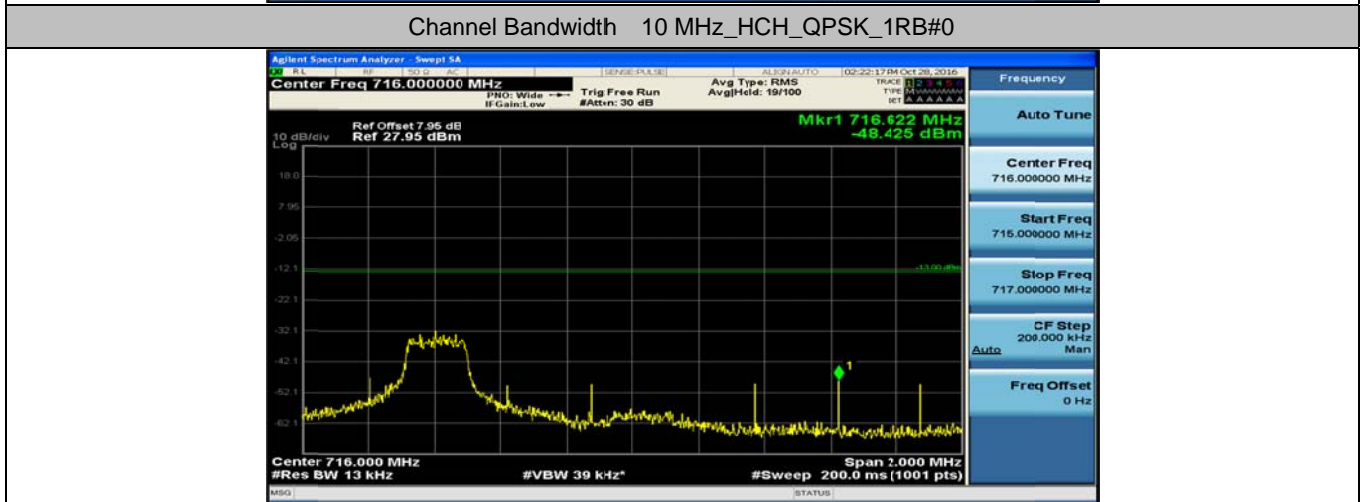 Channel Bandwidth 10 MHz_HCH_QPSK_1RB#0
Agilent Spectrum Analyzer - Swept SA
RL RF 50 Ω AC SENSE:PULSE ALIGN AUTO 02:22:17 PM Oct 28, 2016
Center Freq 716.000000 MHz
PNO: Wide
IFGain:Low
Trig Free Run
#Atten: 30 dB
Avg Type: RMS
Avg|Held: 19/100
TRACE 1 2 3 4 5 6
TYPE M
DET A A A A A A
Frequency
Mkr1 716.622 MHz
-48.425 dBm
Ref Offset 7.95 dB
10 dB/div Ref 27.95 dBm
Log
18.0
7.95
-2.05
-12.1
-13.00 dBm
-22.1
-32.1
-42.1
-52.1
-62.1
1
Center 716.000 MHz
Span 2.000 MHz
#Res BW 13 kHz
#VBW 39 kHz*
#Sweep 200.0 ms (1001 pts)
MSG
STATUS
Auto Tune
Center Freq
716.000000 MHz
Start Freq
715.000000 MHz
Stop Freq
717.000000 MHz
CF Step
200.000 kHz
Auto Man
Freq Offset
0 Hz